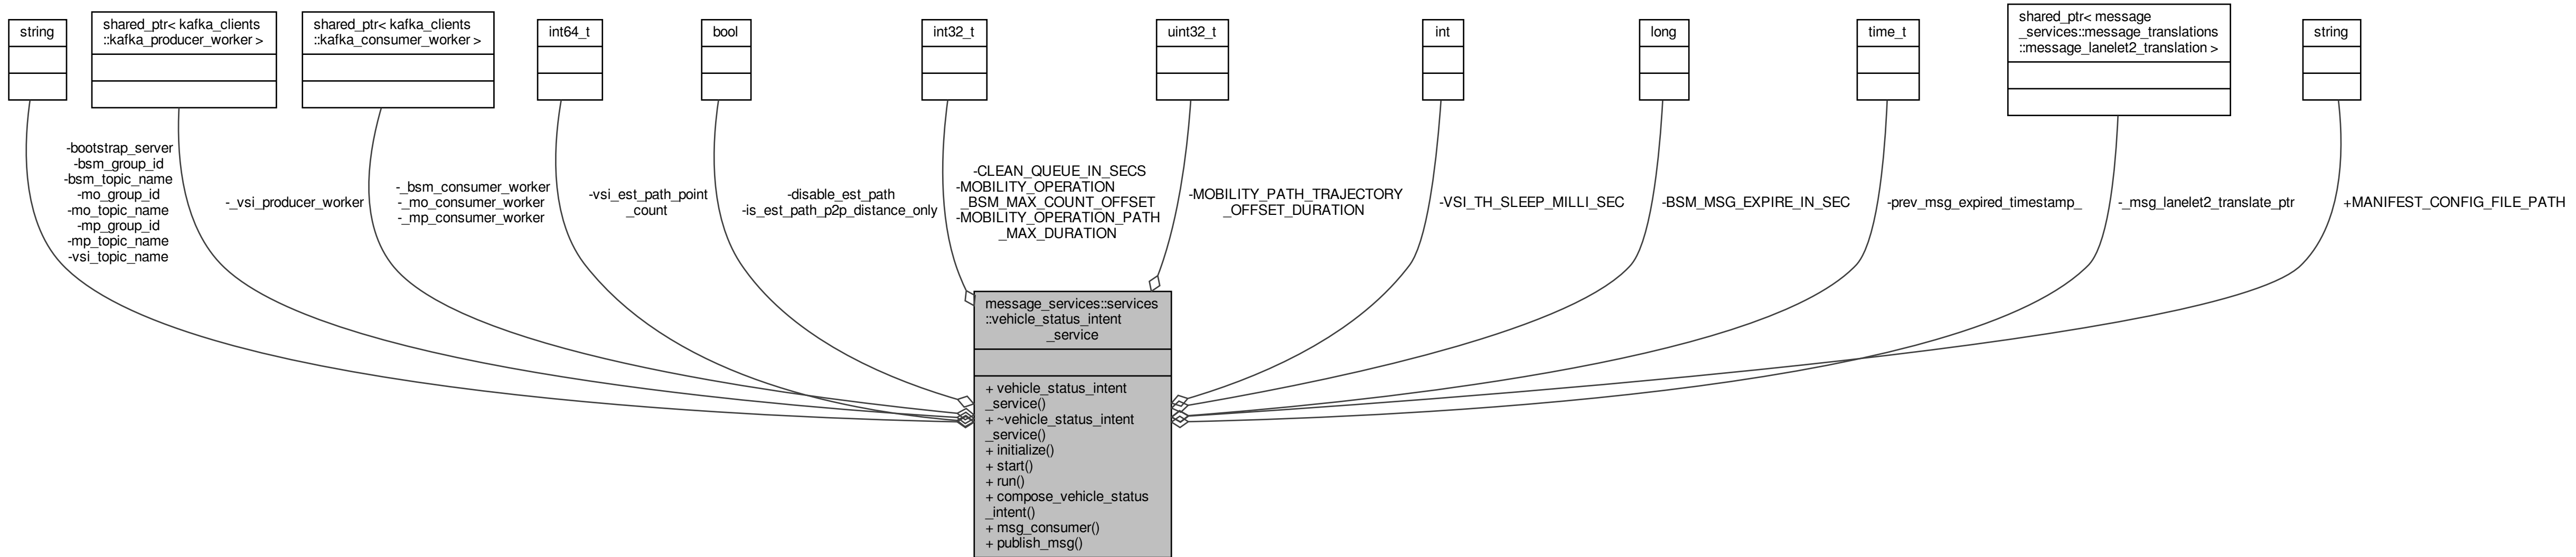 string
shared_ptr< kafka_clients
::kafka_producer_worker >
shared_ptr< kafka_clients
::kafka_consumer_worker >
int64_t
bool
int32_t
uint32_t
int
long
time_t
shared_ptr< message
_services::message_translations
::message_lanelet2_translation >
string
-bootstrap_server
-bsm_group_id
-bsm_topic_name
-mo_group_id
-mo_topic_name
-mp_group_id
-mp_topic_name
-vsi_topic_name
-_vsi_producer_worker
-_bsm_consumer_worker
-_mo_consumer_worker
-_mp_consumer_worker
-vsi_est_path_point
_count
-disable_est_path
-is_est_path_p2p_distance_only
-CLEAN_QUEUE_IN_SECS
-MOBILITY_OPERATION
_BSM_MAX_COUNT_OFFSET
-MOBILITY_OPERATION_PATH
_MAX_DURATION
-MOBILITY_PATH_TRAJECTORY
_OFFSET_DURATION
-VSI_TH_SLEEP_MILLI_SEC
-BSM_MSG_EXPIRE_IN_SEC
-prev_msg_expired_timestamp_
-_msg_lanelet2_translate_ptr
+MANIFEST_CONFIG_FILE_PATH
message_services::services
::vehicle_status_intent
_service
+ vehicle_status_intent
_service()
+ ~vehicle_status_intent
_service()
+ initialize()
+ start()
+ run()
+ compose_vehicle_status
_intent()
+ msg_consumer()
+ publish_msg()